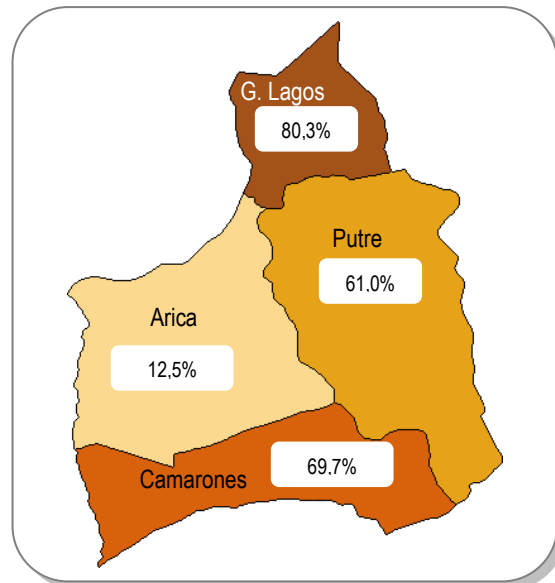 G. Lagos
80,3%
Putre
61,0%
Arica
12,5%
Camarones
69,7%